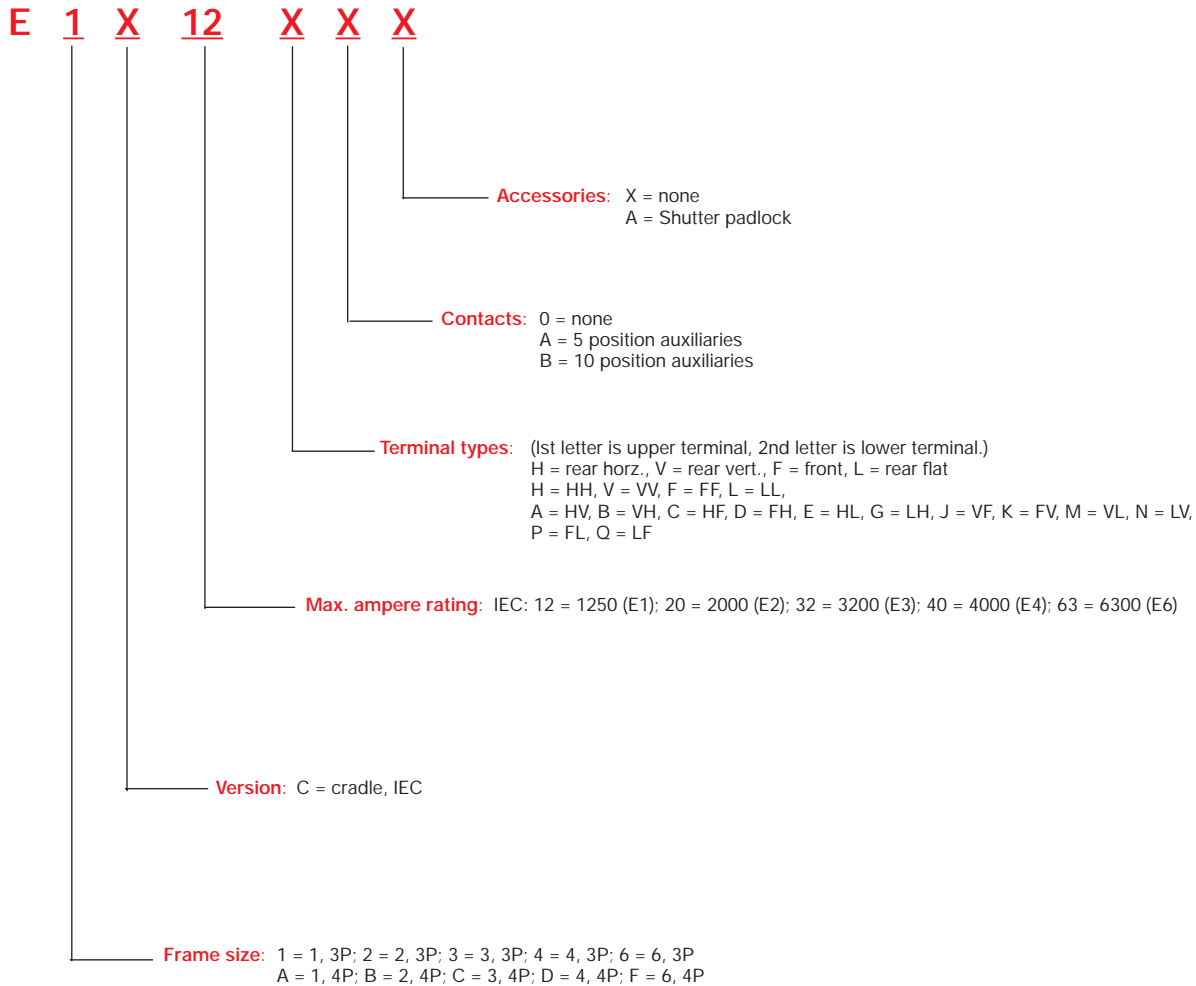 E 1 X 12 X X X
Accessories: X = none
A = Shutter padlock
Contacts: 0 = none
A = 5 position auxiliaries
B = 10 position auxiliaries
Terminal types: (Ist letter is upper terminal, 2nd letter is lower terminal.)
H = rear horz., V = rear vert., F = front, L = rear flat
H = HH, V = VV, F = FF, L = LL,
A = HV, B = VH, C = HF, D = FH, E = HL, G = LH, J = VF, K = FV, M = VL, N = LV,
P = FL, Q = LF
Max. ampere rating: IEC: 12 = 1250 (E1); 20 = 2000 (E2); 32 = 3200 (E3); 40 = 4000 (E4); 63 = 6300 (E6)
Version: C = cradle, IEC
Frame size: 1 = 1, 3P; 2 = 2, 3P; 3 = 3, 3P; 4 = 4, 3P; 6 = 6, 3P
A = 1, 4P; B = 2, 4P; C = 3, 4P; D = 4, 4P; F = 6, 4P